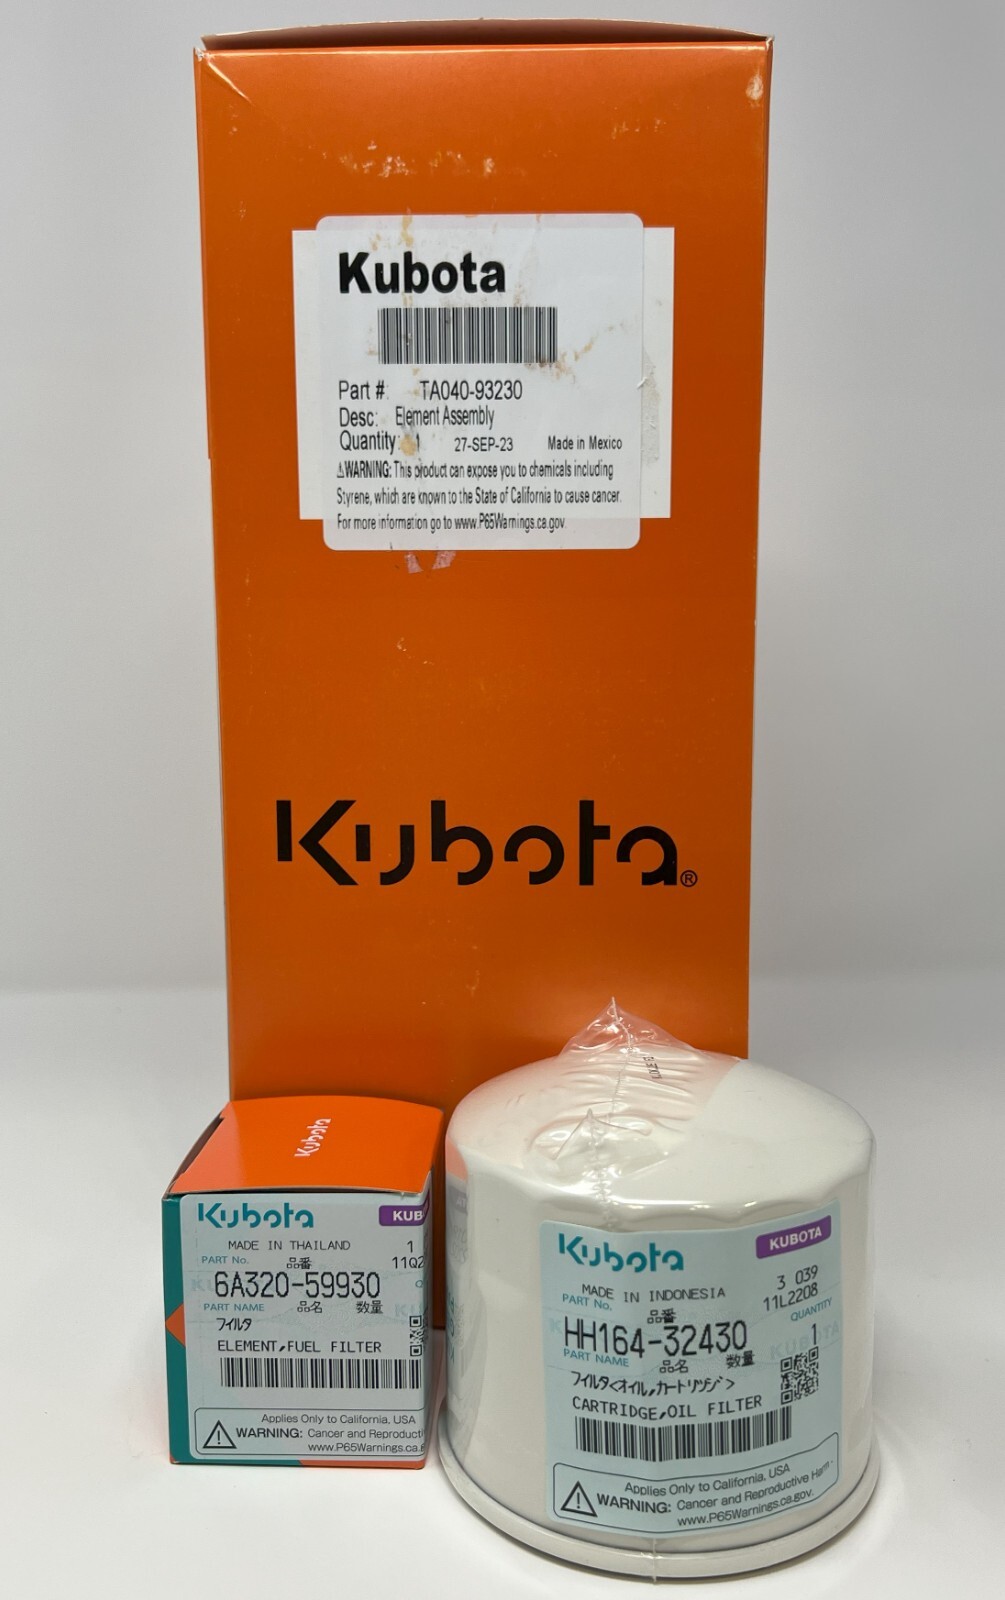 Kubota
Part #: TA040-93230
Desc: Element Assembly
Quantity: 1 27-SEP-23 Made in Mexico
⚠WARNING: This product can expose you to chemicals including
Styrene, which are known to the State of California to cause cancer.
For more information go to www.P65Warnings.ca.gov
Kubota®
Kubota
Kubota KUB
MADE IN THAILAND 1
PART No. 品番 11Q2
6A320-59930
PART NAME 品名 数量
フィルタ
ELEMENT,FUEL FILTER
Applies Only to California, USA
WARNING: Cancer and Reproducti
www.P65Warnings.ca.
Kubota KUBOTA
MADE IN INDONESIA 3 039
PART No. 品番 11L2208
HH164-32430 QUANTITY
PART NAME 品名 数量 1
フィルタ<オイル,カートリッジ>
CARTRIDGE,OIL FILTER
Applies Only to California, USA
WARNING: Cancer and Reproductive Harm -
www.P65Warnings.ca.gov.